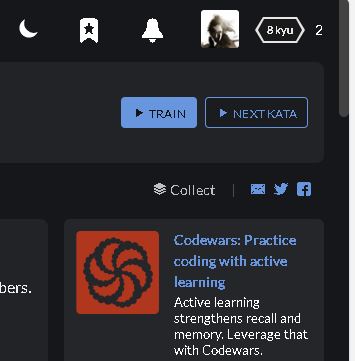 8 kyu 2
TRAIN NEXT KATA
Collect
bers.
Codewars: Practice
coding with active
learning
Active learning
strengthens recall and
memory. Leverage that
with Codewars.